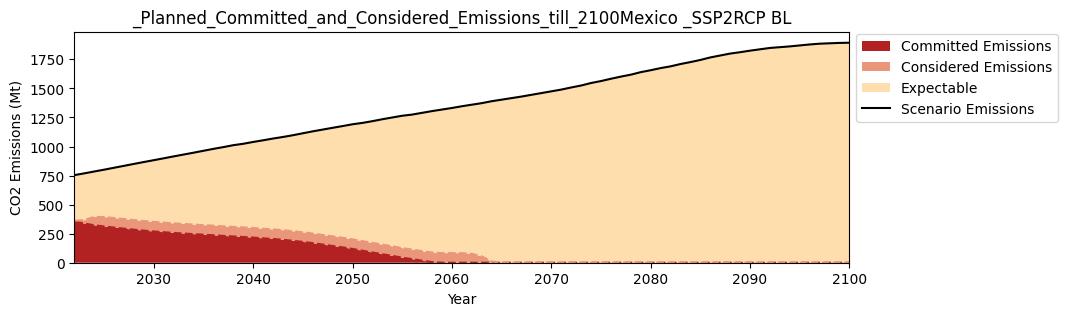 _Planned_Committed_and_Considered_Emissions_till_2100Mexico _SSP2RCP BL
CO2 Emissions (Mt)
1750
1500
1250
1000
750
500
250
0
2030 2040 2050 2060 2070 2080 2090 2100
Year
Committed Emissions
Considered Emissions
Expectable
Scenario Emissions